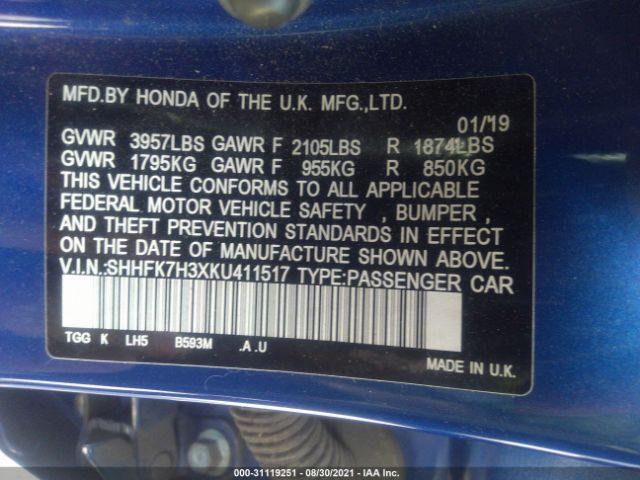 MFD.BY HONDA OF THE U.K. MFG.,LTD.
01/'19
GVWR 3957LBS GAWR F 2105LBS R 1874LBS
GVWR 1795KG GAWR F 955KG R 850KG
THIS VEHICLE CONFORMS TO ALL APPLICABLE
FEDERAL MOTOR VEHICLE SAFETY , BUMPER ,
AND THEFT PREVENTION STANDARDS IN EFFECT
ON THE DATE OF MANUFACTURE SHOWN ABOVE.
V.I.N.:SHHFK7H3XKU411517 TYPE:PASSENGER CAR
TGG K LH5 B593M .A .U
MADE IN U.K.
000-31119251 - 08/30/2021 - IAA Inc.